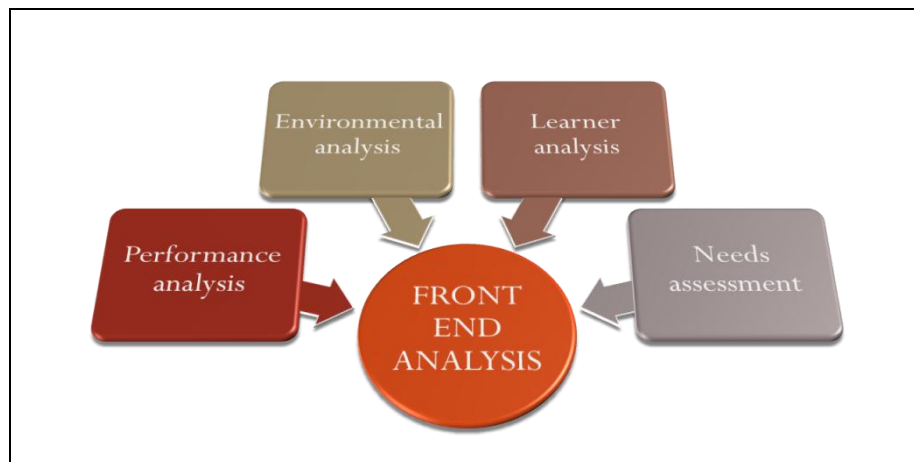 Environmental
analysis
Learner
analysis
Performance
analysis
Needs
assessment
FRONT
END
ANALYSIS